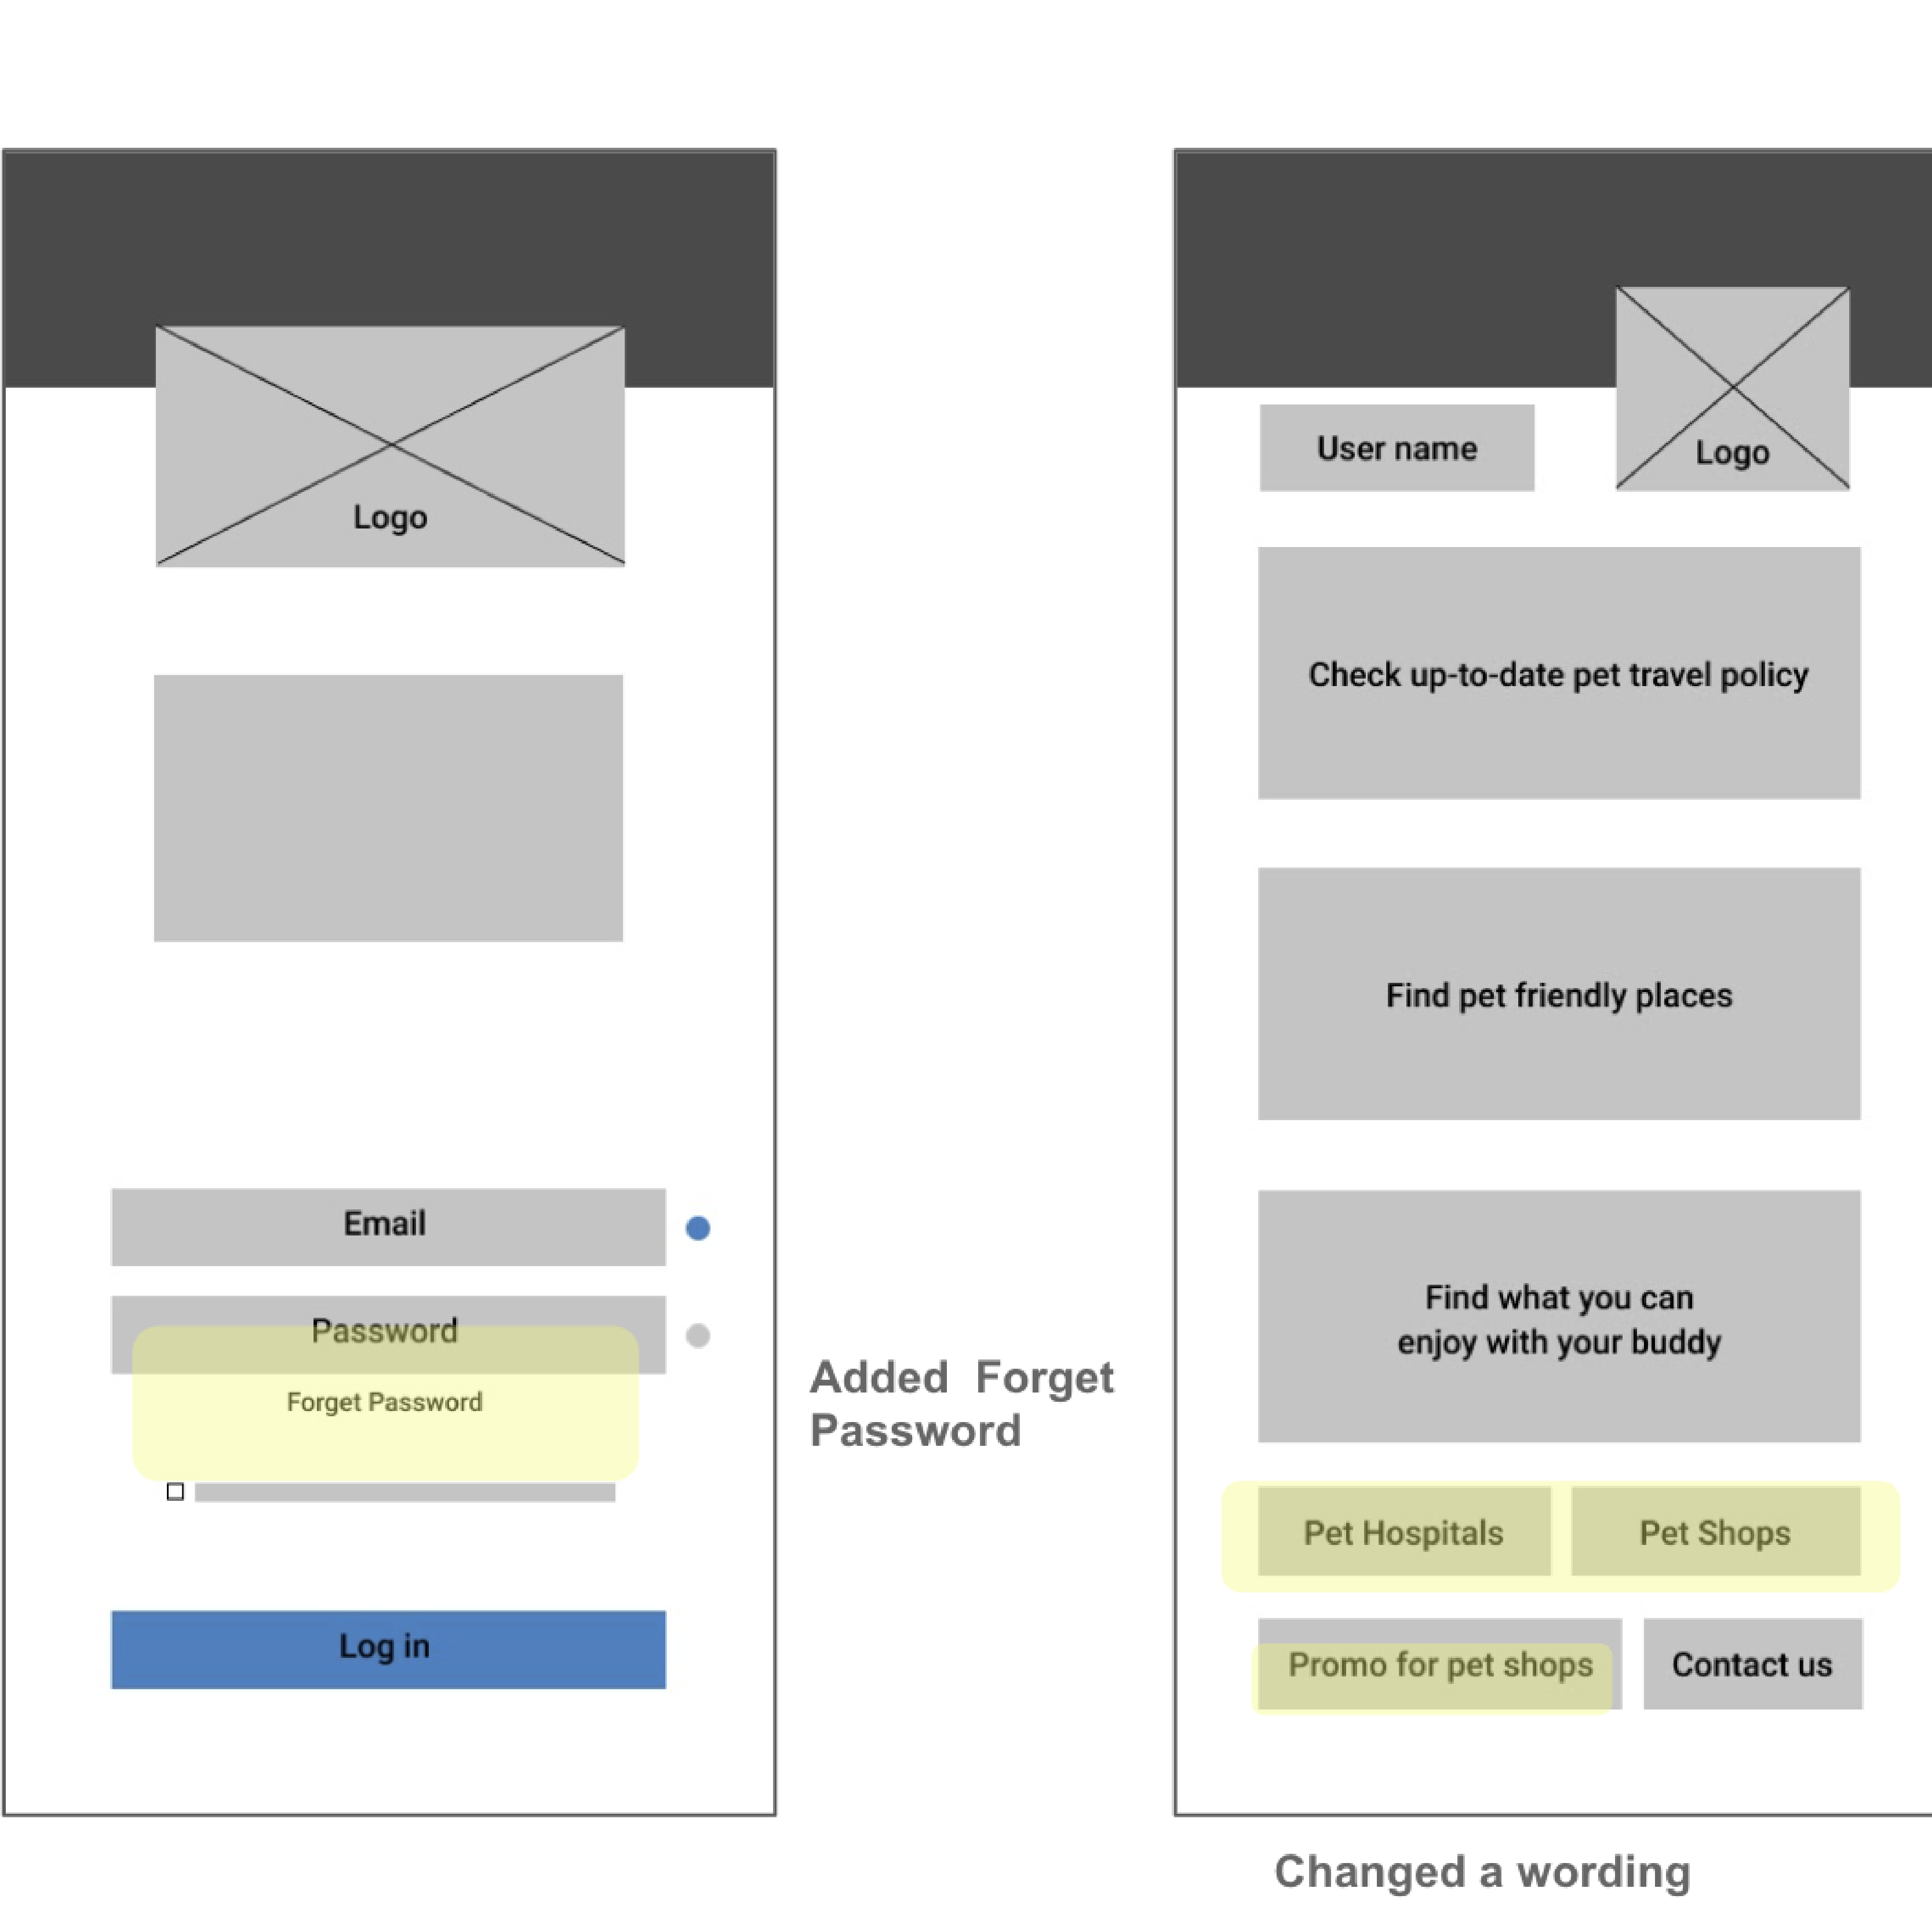 Logo
Email
Password
Forget Password
Log in
Added Forget
Password
User name
Logo
Check up-to-date pet travel policy
Find pet friendly places
Find what you can
enjoy with your buddy
Pet Hospitals
Pet Shops
Promo for pet shops
Contact us
Changed a wording